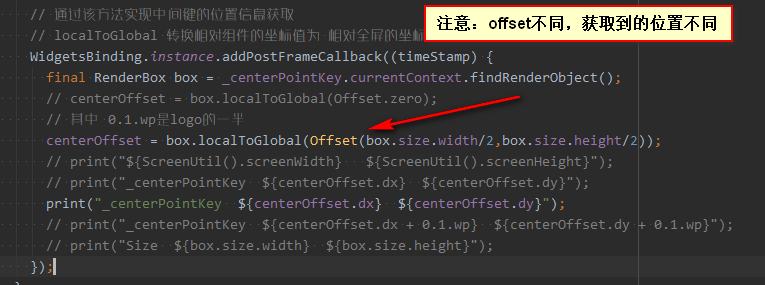 // 通过该方法实现中间键的位置信息获取
// localToGlobal 转换相对组件的坐标值为 相对全屏的坐标
注意：offset不同，获取到的位置不同
WidgetsBinding.instance.addPostFrameCallback((timeStamp) {
final RenderBox box = _centerPointKey.currentContext.findRenderObject();
// centerOffset = box.localToGlobal(Offset.zero);
// 其中 0.1.wp是logo的一半
centerOffset = box.localToGlobal(Offset(box.size.width/2,box.size.height/2));
// print("${ScreenUtil().screenWidth}  ${ScreenUtil().screenHeight}");
// print("_centerPointKey  ${centerOffset.dx}  ${centerOffset.dy}");
print("_centerPointKey  ${centerOffset.dx}  ${centerOffset.dy}");
// print("_centerPointKey  ${centerOffset.dx + 0.1.wp}  ${centerOffset.dy + 0.1.wp}");
// print("Size  ${box.size.width}  ${box.size.height}");
});